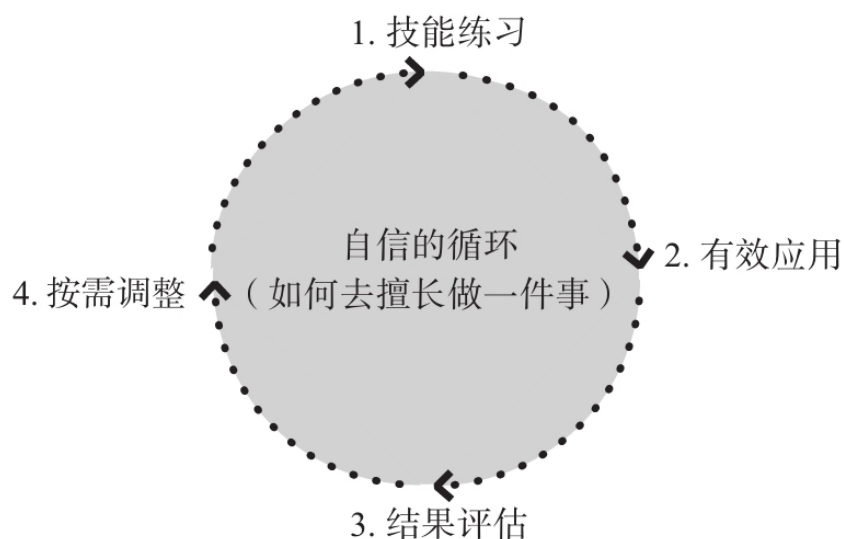 1. 技能练习
自信的循环
（如何去擅长做一件事）
2. 有效应用
4. 按需调整
3. 结果评估